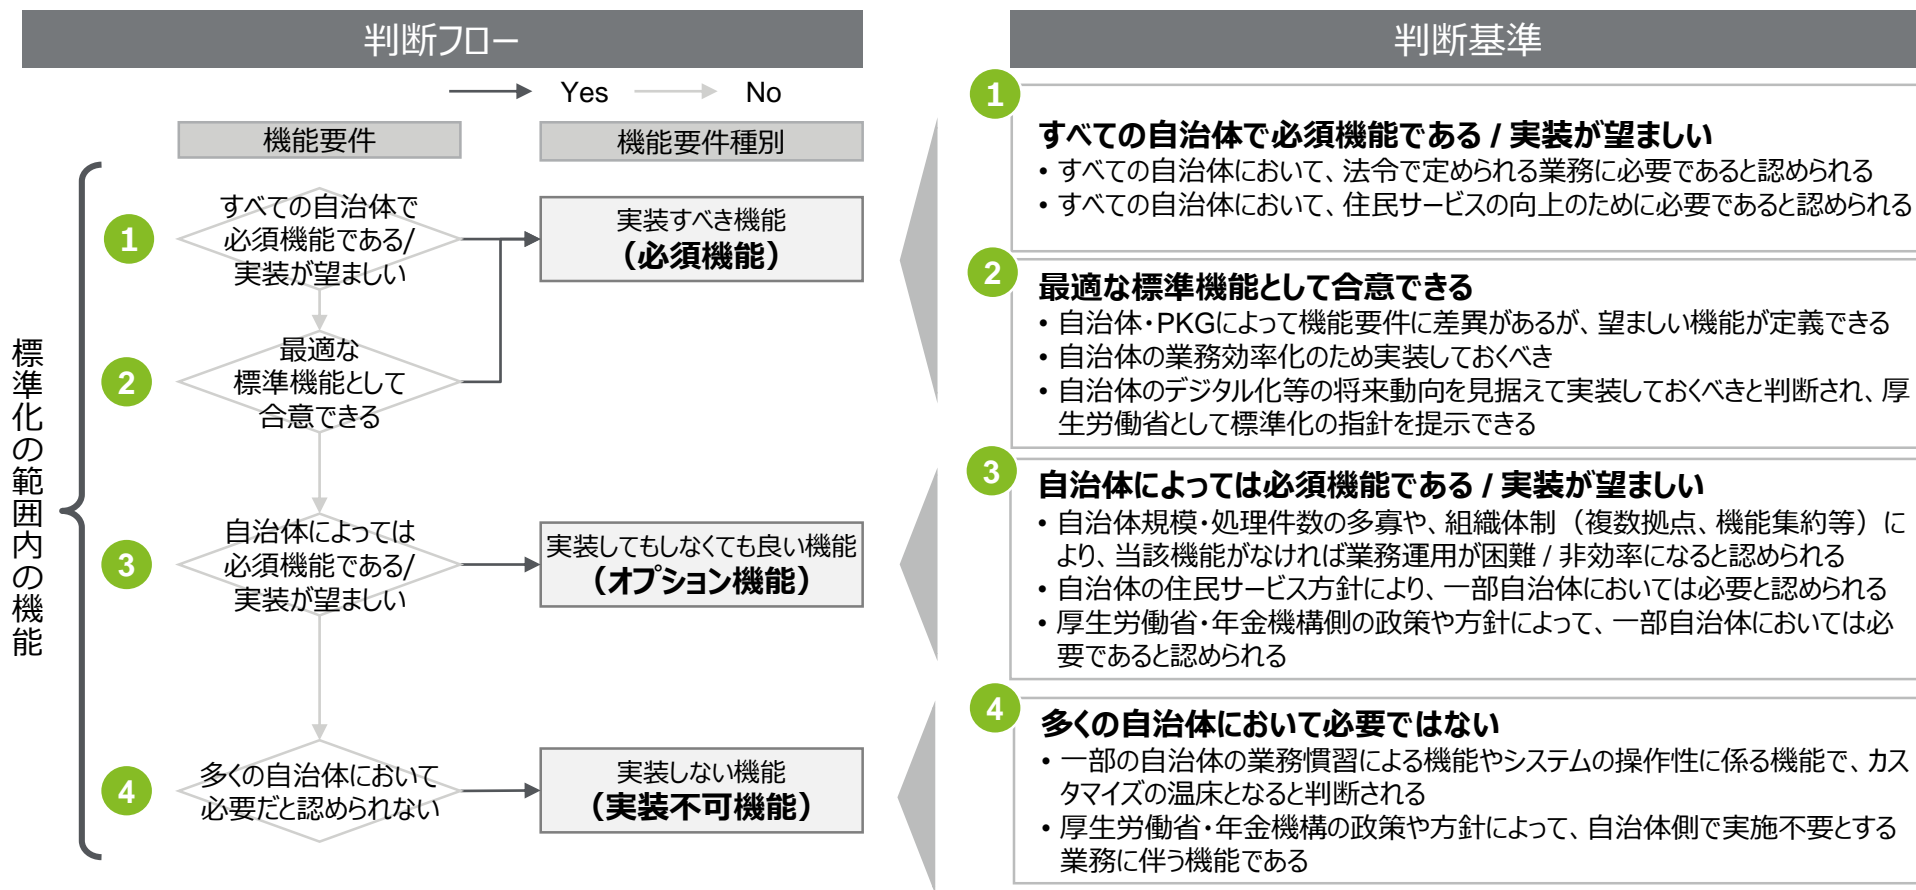 判断フロー
Yes
No
機能要件
機能要件種別
標準化の範囲内の機能
1
すべての自治体で
必須機能である/
実装が望ましい
実装すべき機能
（必須機能）
2
最適な
標準機能として
合意できる
3
自治体によっては
必須機能である/
実装が望ましい
実装してもしなくても良い機能
（オプション機能）
4
多くの自治体において
必要だと認められない
実装しない機能
（実装不可機能）
判断基準
1
すべての自治体で必須機能である / 実装が望ましい
• すべての自治体において、法令で定められる業務に必要であると認められる
• すべての自治体において、住民サービスの向上のために必要であると認められる
2
最適な標準機能として合意できる
• 自治体・PKGによって機能要件に差異があるが、望ましい機能が定義できる
• 自治体の業務効率化のため実装しておくべき
• 自治体のデジタル化等の将来動向を見据えて実装しておくべきと判断され、厚
生労働省として標準化の指針を提示できる
3
自治体によっては必須機能である / 実装が望ましい
• 自治体規模・処理件数の多寡や、組織体制（複数拠点、機能集約等）に
より、当該機能がなければ業務運用が困難 / 非効率になると認められる
• 自治体の住民サービス方針により、一部自治体においては必要と認められる
• 厚生労働省・年金機構側の政策や方針によって、一部自治体においては必
要であると認められる
4
多くの自治体において必要ではない
• 一部の自治体の業務慣習による機能やシステムの操作性に係る機能で、カス
タマイズの温床となると判断される
• 厚生労働省・年金機構の政策や方針によって、自治体側で実施不要とする
業務に伴う機能である